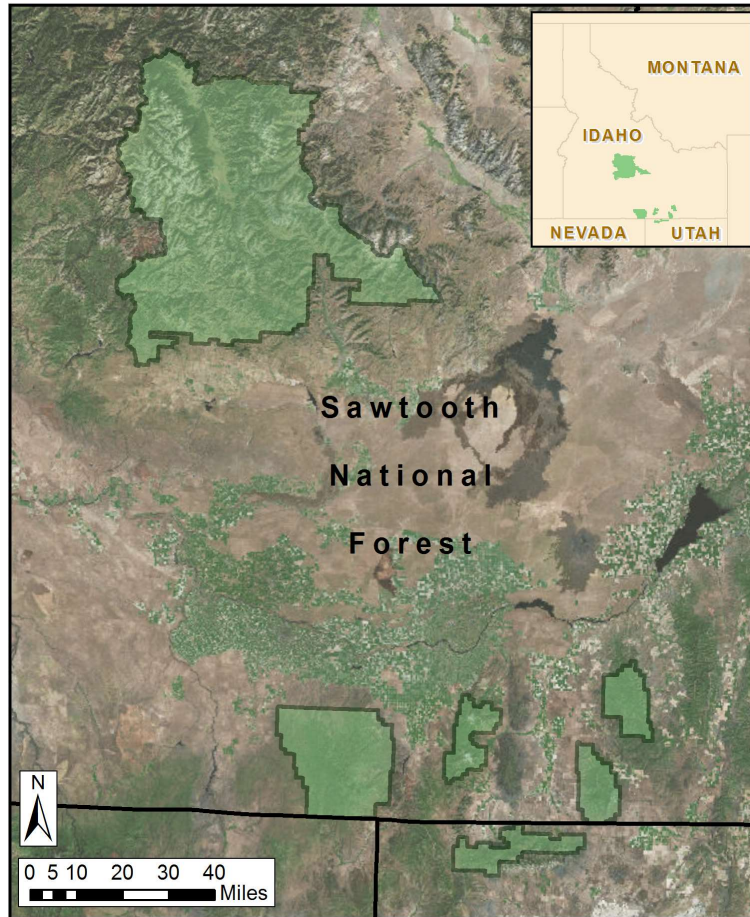 MONTANA
IDAHO
NEVADA
UTAH
Sawtooth
National
Forest
N
0 5 10 20 30 40
Miles